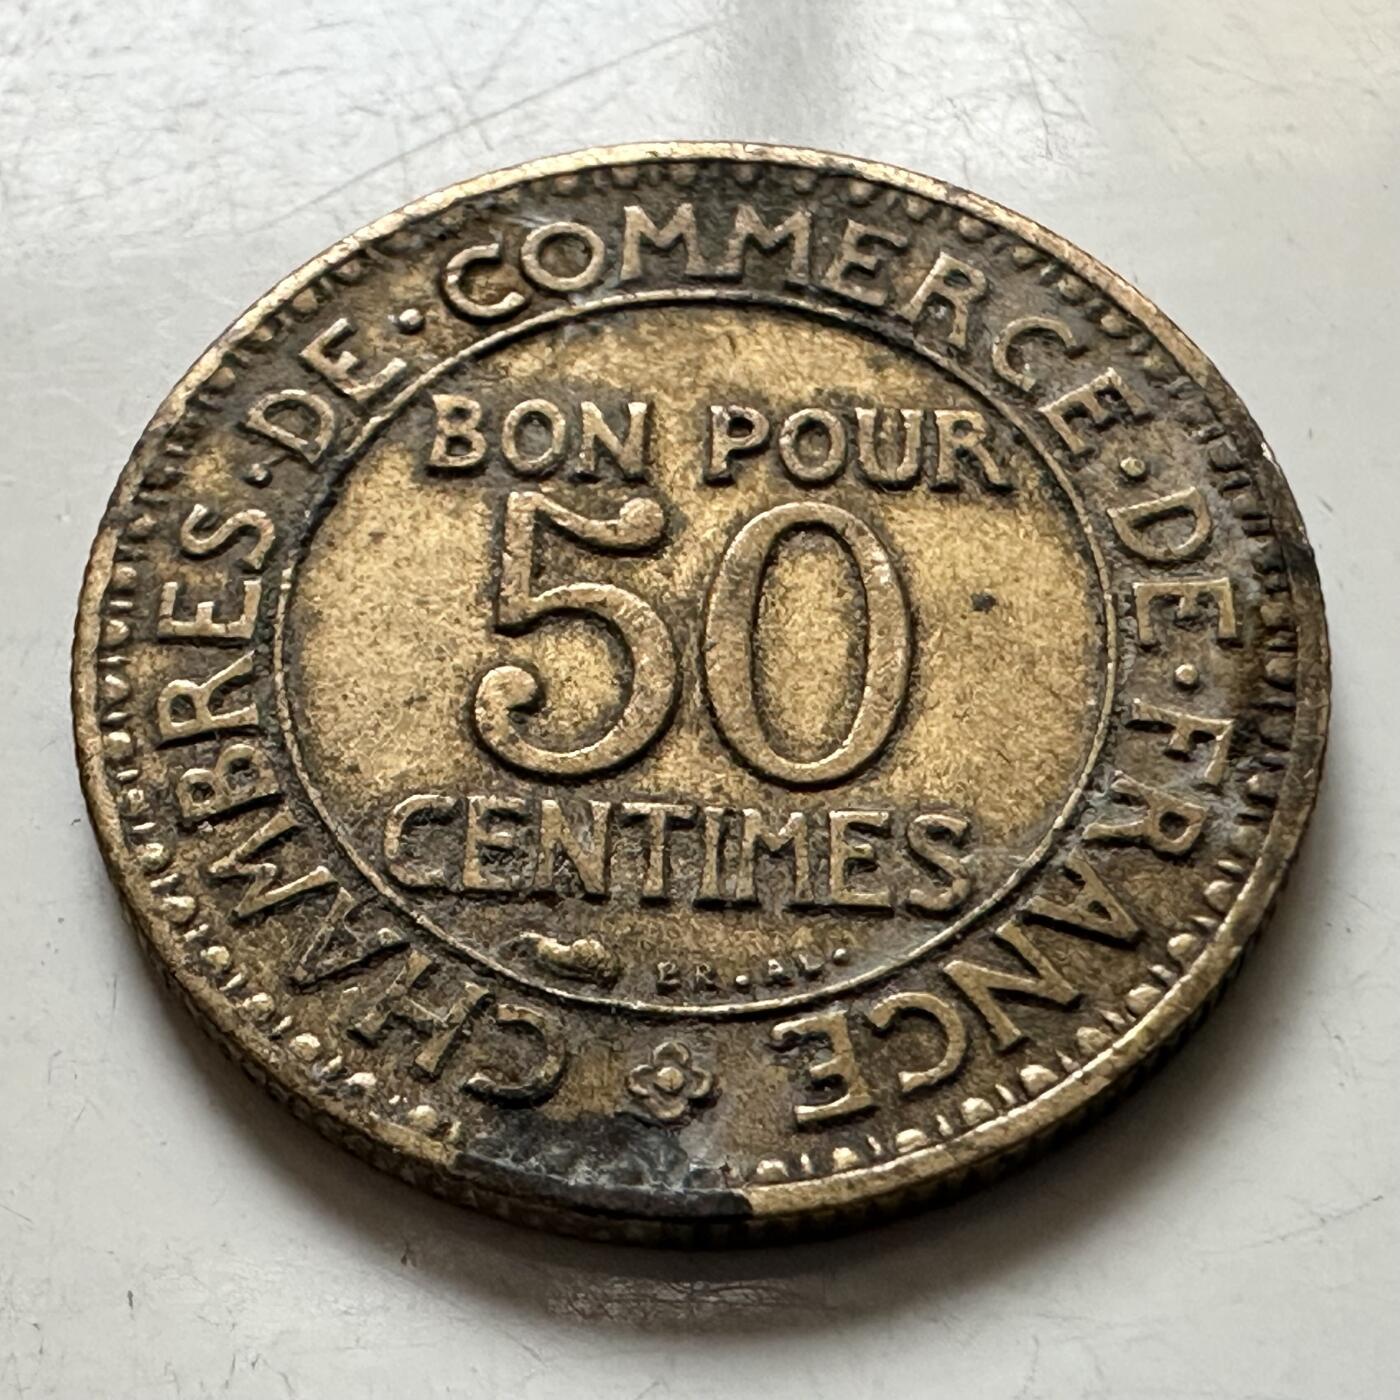 CHAMBRES·DE·COMMERCE·DE·FRANCE
BON POUR
50
CENTIMES